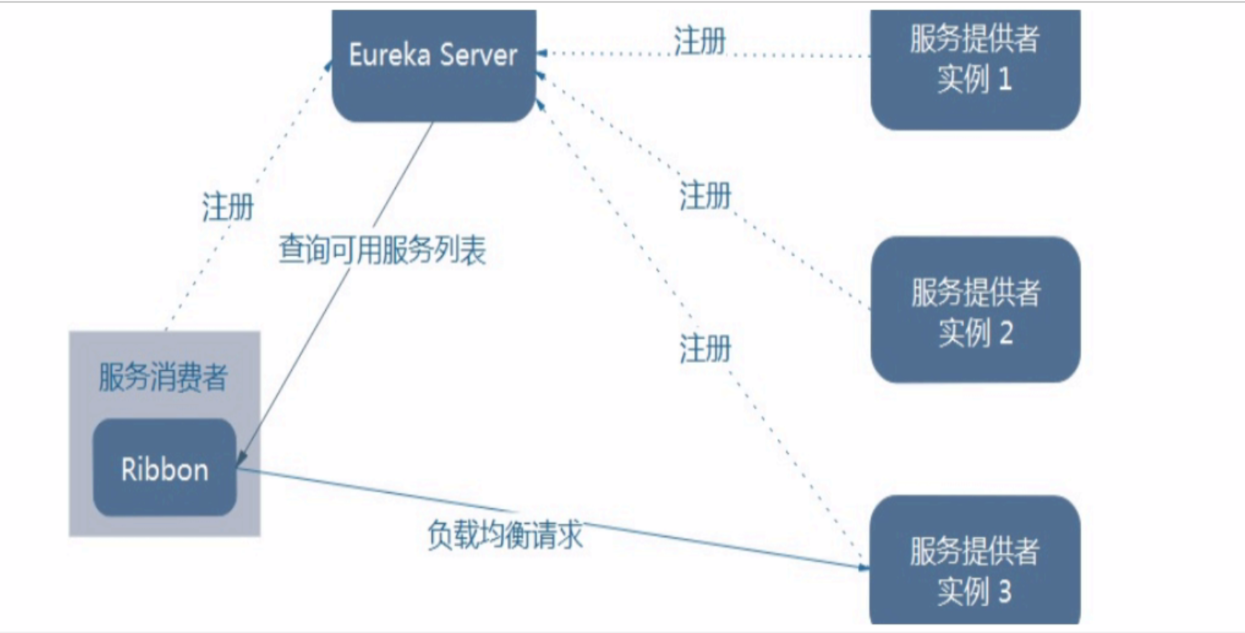 Eureka Server
注册
服务提供者
实例 1
注册
注册
查询可用服务列表
服务提供者
实例 2
注册
服务消费者
Ribbon
负载均衡请求
服务提供者
实例 3